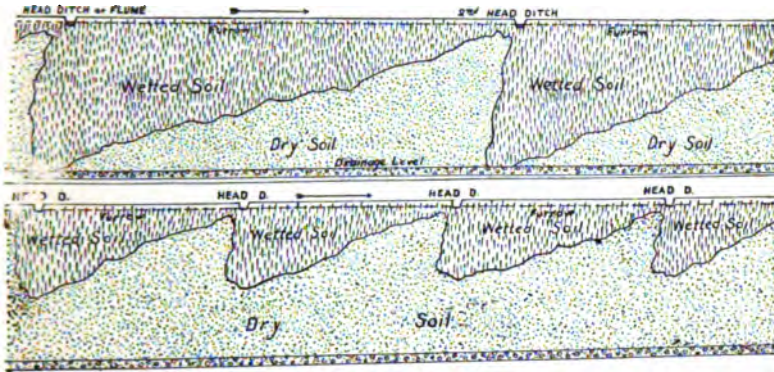 HEAD DITCH or FLUME 2nd HEAD DITCH
Furrow Furrow
Wetted Soil Wetted Soil
Dry Soil Dry Soil
Drainage Level
HEAD D. HEAD D. HEAD D. HEAD D.
Furrow Furrow
Wetted Soil Wetted Soil Wetted Soil Wetted Soil
Dry Soil